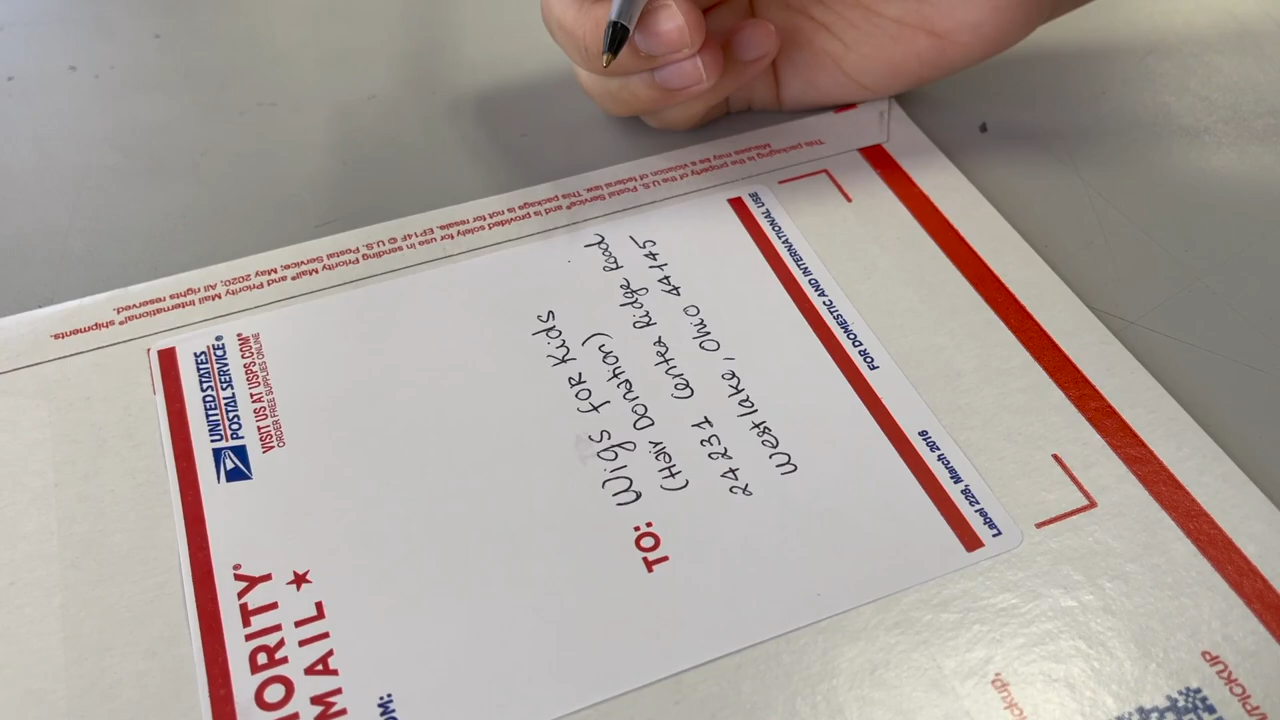 This packaging is the property of the U.S. Postal Service® and is provided solely for use in sending Priority Mail® and Priority Mail International® shipments.
Misuses may be a violation of federal law. This package is not for resale. EP14F © U.S. Postal Service; May 2020; All rights reserved.
UNITED STATES
POSTAL SERVICE®
VISIT US AT USPS.COM®
ORDER FREE SUPPLIES ONLINE
IORITY®
MAIL ★
OM:
TO: Wigs for Kids
(Hair Donation)
24231 Center Ridge Road
Westlake, Ohio 44145
Label 228, March 2016
FOR DOMESTIC AND INTERNATIONAL USE
pickup,
/PICKUP